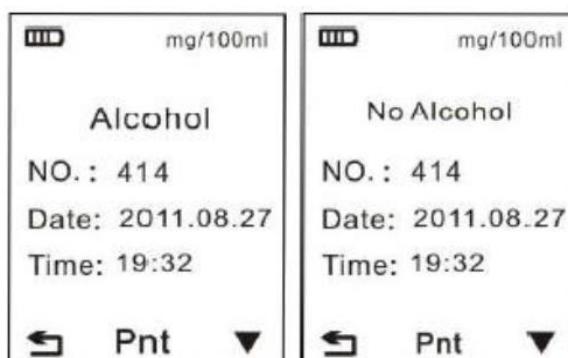 mg/100ml
Alcohol
NO.: 414
Date: 2011.08.27
Time: 19:32
Pnt
mg/100ml
No Alcohol
NO.: 414
Date: 2011.08.27
Time: 19:32
Pnt